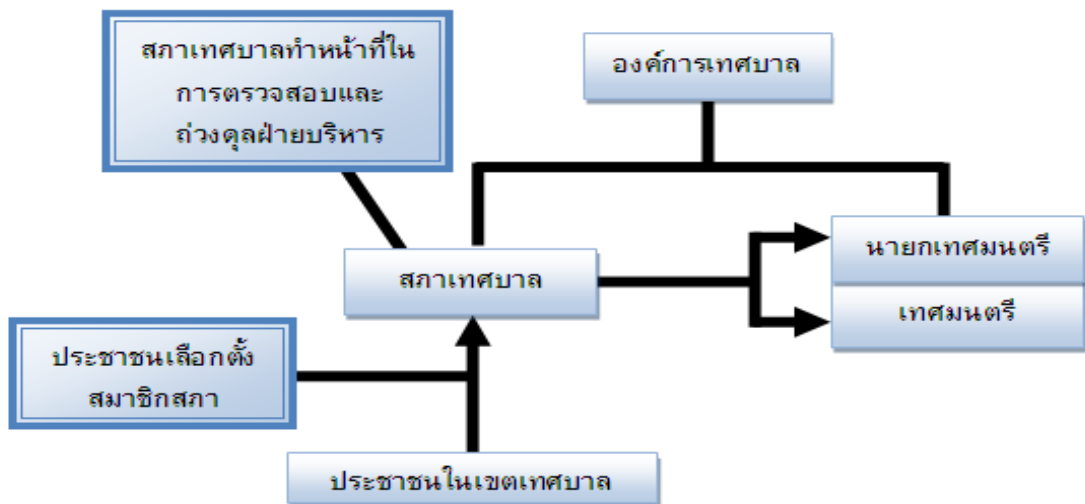 สภาเทศบาลทำหน้าที่ใน
การตรวจสอบและ
ถ่วงดุลฝ่ายบริหาร
องค์การเทศบาล
สภาเทศบาล
นายกเทศมนตรี
เทศมนตรี
ประชาชนเลือกตั้ง
สมาชิกสภา
ประชาชนในเขตเทศบาล